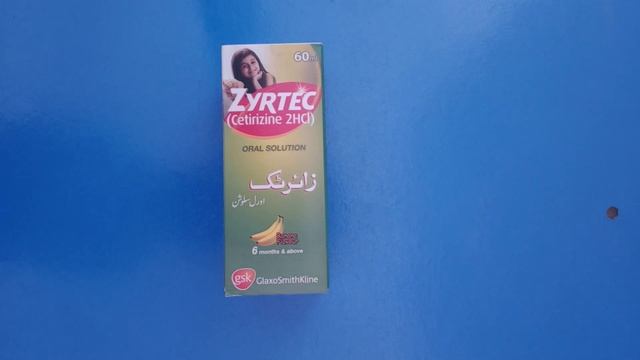 60ml
ZYRTEC
(Cetirizine 2HCl)
ORAL SOLUTION
زائرٹک
اورل سلوشن
6 months & above
gsk GlaxoSmithKline